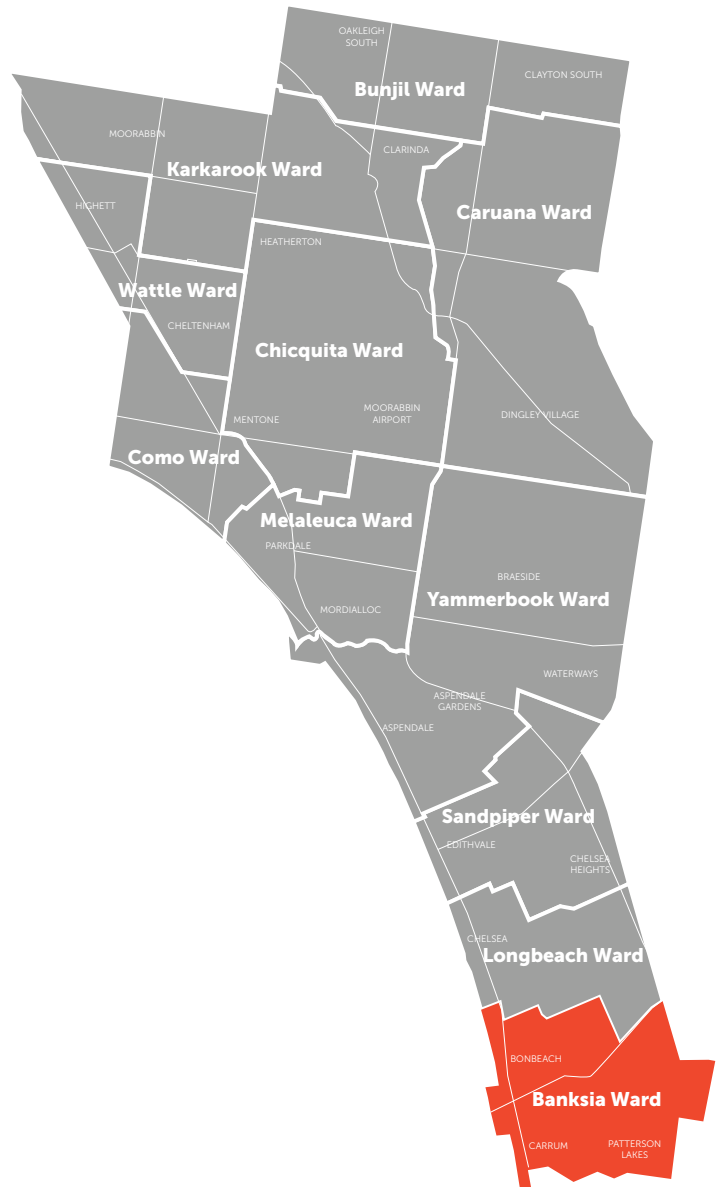 OAKLEIGH
SOUTH
CLAYTON SOUTH
Bunjil Ward
MOORABBIN
CLARINDA
Karkarook Ward
HIGHETT
Caruana Ward
HEATHERTON
Wattle Ward
CHELTENHAM
Chicquita Ward
MOORABBIN
AIRPORT
DINGLEY VILLAGE
MENTONE
Como Ward
Melaleuca Ward
PARKDALE
BRAESIDE
Yammerbook Ward
MORDIALLOC
WATERWAYS
ASPENDALE
GARDENS
ASPENDALE
Sandpiper Ward
EDITHVALE
CHELSEA
HEIGHTS
CHELSEA
Longbeach Ward
BONBEACH
Banksia Ward
CARRUM
PATTERSON
LAKES